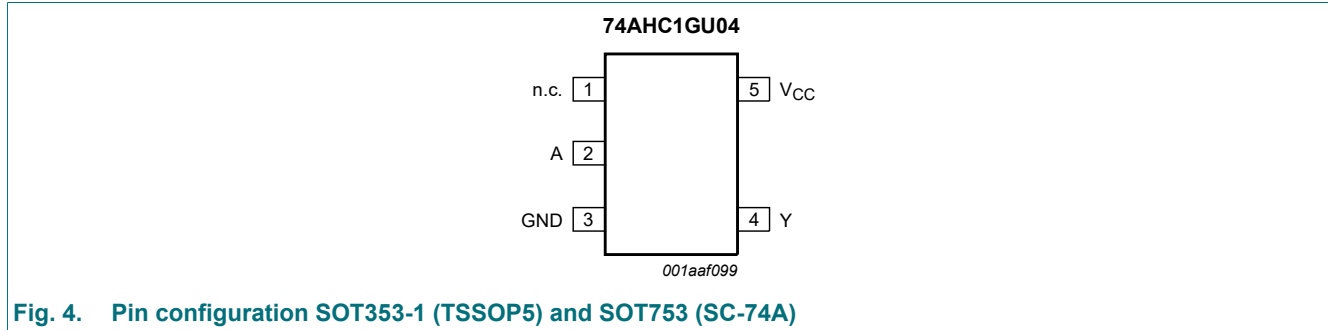 74AHC1GU04
n.c. 1
5 VCC
A 2
GND 3
4 Y
001aaf099
Fig. 4. Pin configuration SOT353-1 (TSSOP5) and SOT753 (SC-74A)